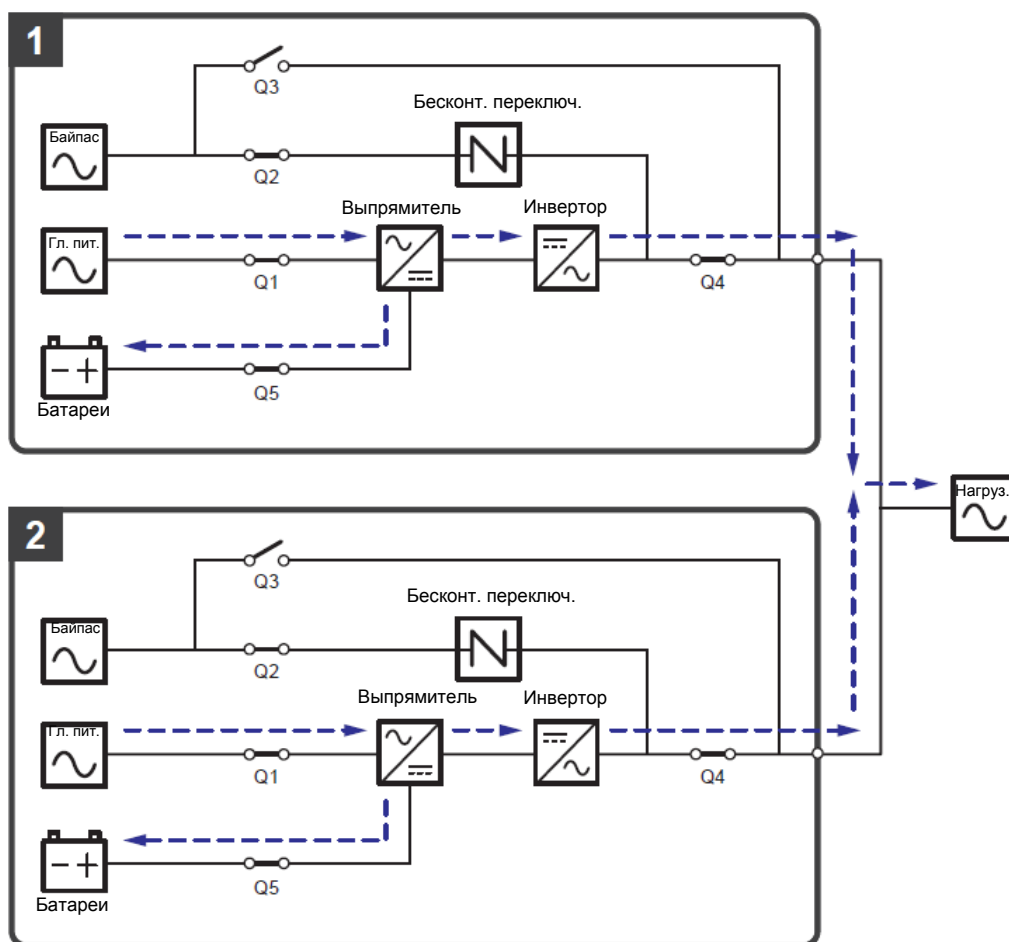 1
Q3
Бесконт. переключ.
Байпас
Q2
Выпрямитель
Инвертор
Гл. пит.
Q1
Q4
Q5
Батареи
Нагруз.
2
Q3
Бесконт. переключ.
Байпас
Q2
Выпрямитель
Инвертор
Гл. пит.
Q1
Q4
Q5
Батареи